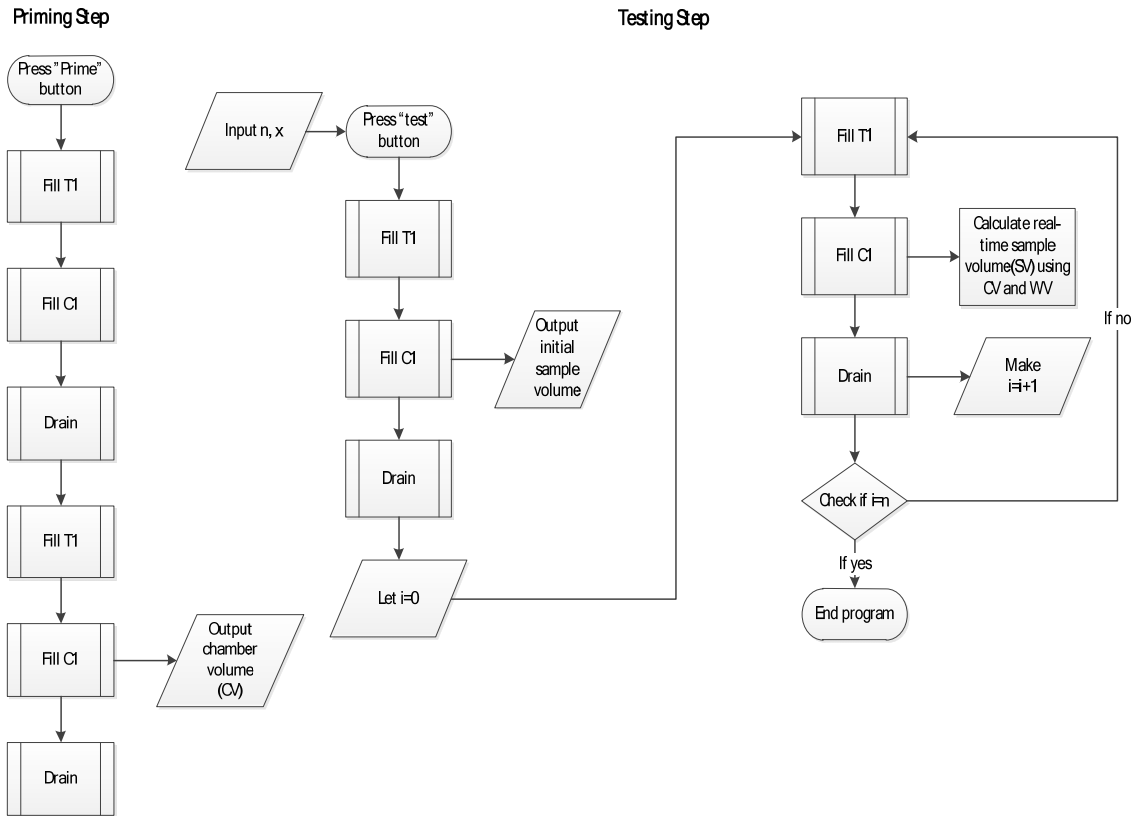 Priming Step
Testing Step
Press "Prime"
button
Fill T1
Fill C1
Drain
Fill T1
Fill C1
Output
chamber
volume
(CV)
Drain
Input n, x
Press "test"
button
Fill T1
Fill C1
Output
initial
sample
volume
Drain
Let i=0
Fill T1
Fill C1
Calculate real-
time sample
volume(SV) using
CV and WV
Drain
Make
i=i+1
Check if i=n
If no
If yes
End program